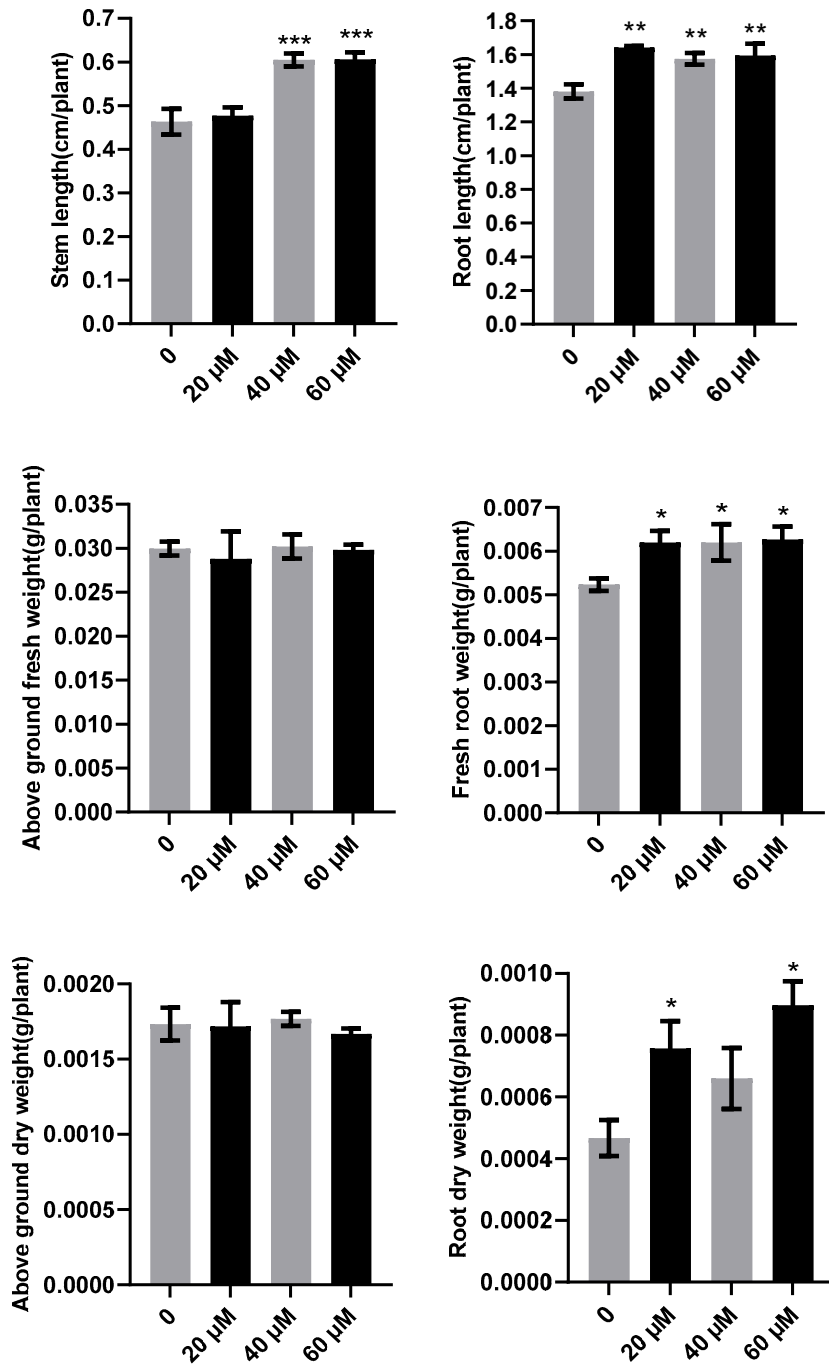 Stem length(cm/plant)
0.7
0.6
0.5
0.4
0.3
0.2
0.1
0.0
***
***
0
20 μM
40 μM
60 μM
Root length(cm/plant)
1.8
1.6
1.4
1.2
1.0
0.8
0.6
0.4
0.2
0.0
**
**
**
0
20 μM
40 μM
60 μM
Above ground fresh weight(g/plant)
0.035
0.030
0.025
0.020
0.015
0.010
0.005
0.000
0
20 μM
40 μM
60 μM
Fresh root weight(g/plant)
0.007
0.006
0.005
0.004
0.003
0.002
0.001
0.000
*
*
*
0
20 μM
40 μM
60 μM
Above ground dry weight(g/plant)
0.0020
0.0015
0.0010
0.0005
0.0000
0
20 μM
40 μM
60 μM
Root dry weight(g/plant)
0.0010
0.0008
0.0006
0.0004
0.0002
0.0000
*
*
0
20 μM
40 μM
60 μM